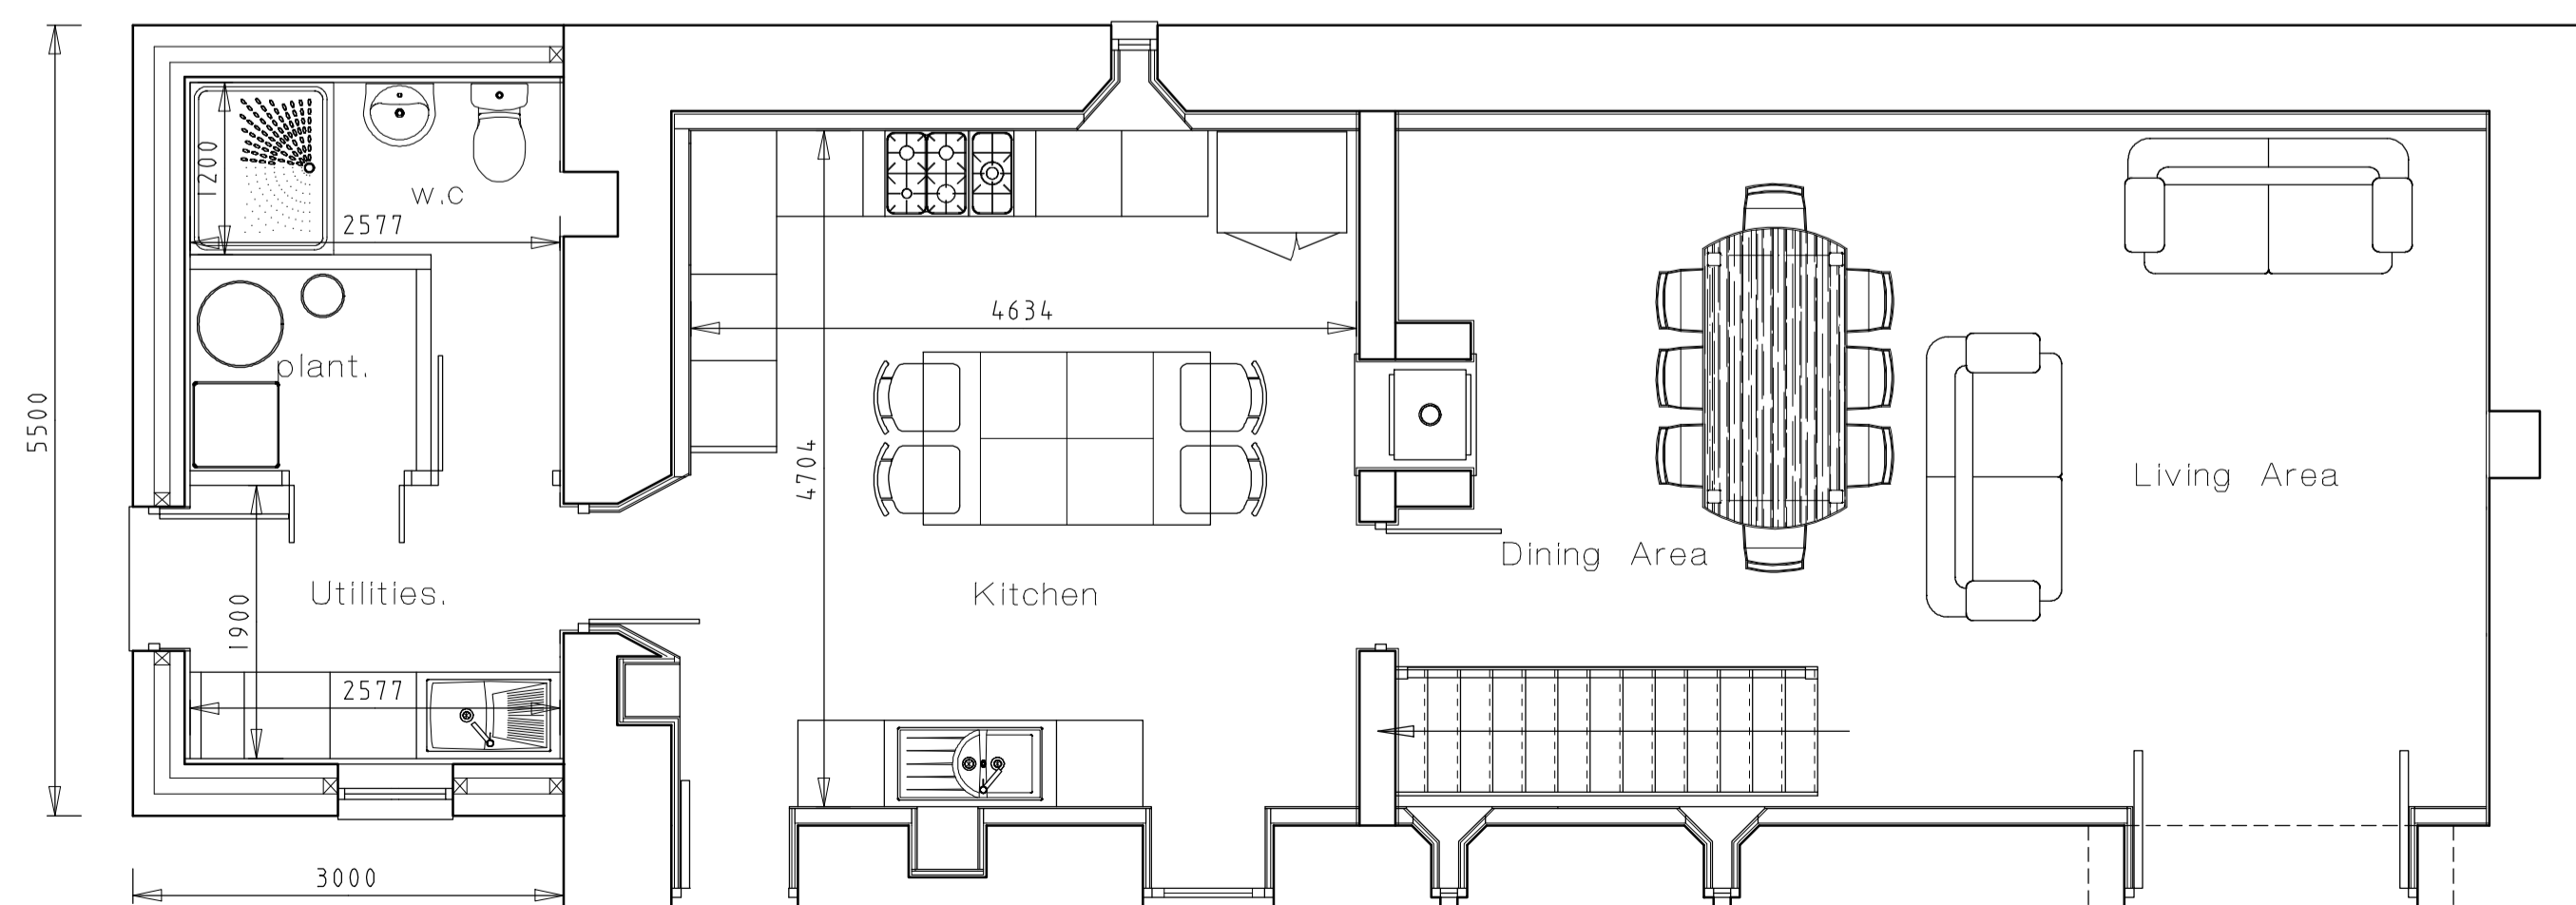 1200
W.C
2577
4634
plant.
5500
4704
Living Area
Dining Area
Utilities.
1900
Kitchen
2577
3000